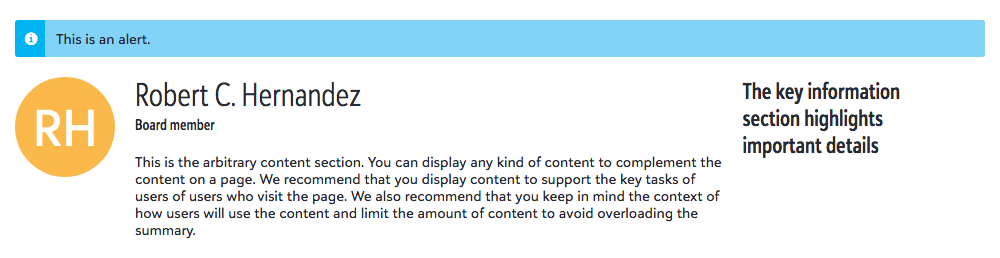 This is an alert.
RH
Robert C. Hernandez
Board member
This is the arbitrary content section. You can display any kind of content to complement the
content on a page. We recommend that you display content to support the key tasks of
users of users who visit the page. We also recommend that you keep in mind the context of
how users will use the content and limit the amount of content to avoid overloading the
summary.
The key information
section highlights
important details